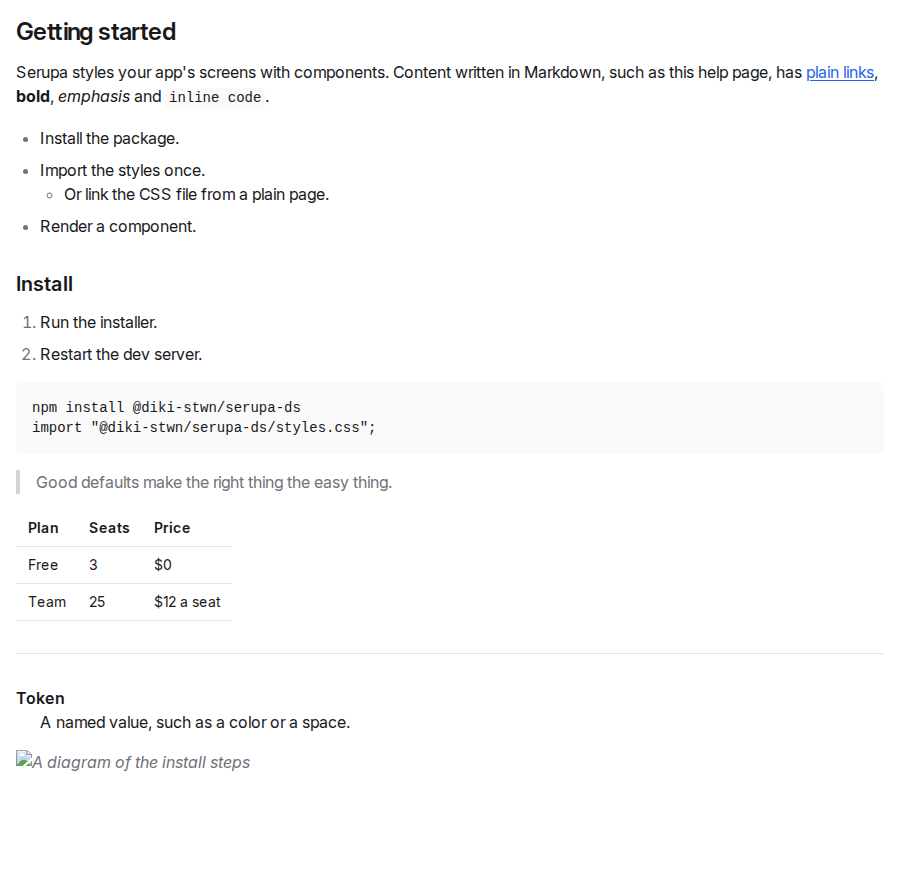 Getting started
Serupa styles your app's screens with components. Content written in Markdown, such as this help page, has plain links,
bold, emphasis and inline code.
Install the package.
Import the styles once.
Or link the CSS file from a plain page.
Render a component.
Install
1. Run the installer.
2. Restart the dev server.
npm install @diki-stwn/serupa-ds
import "@diki-stwn/serupa-ds/styles.css";
Good defaults make the right thing the easy thing.
Plan Seats Price
Free 3 $0
Team 25 $12 a seat
Token
A named value, such as a color or a space.
A diagram of the install steps